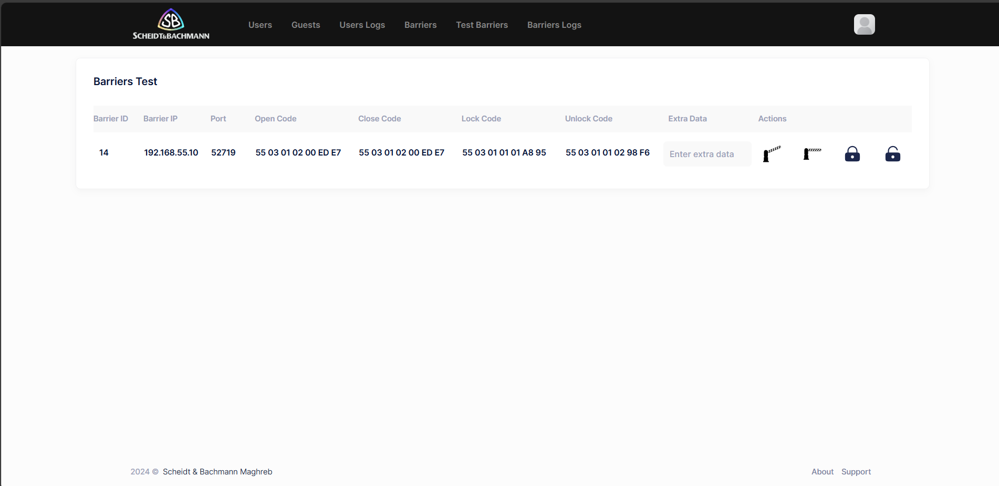 SB
SCHEIDT&BACHMANN
Users Guests Users Logs Barriers Test Barriers Barriers Logs
Barriers Test
Barrier ID Barrier IP Port Open Code Close Code Lock Code Unlock Code Extra Data Actions
14 192.168.55.10 52719 55 03 01 02 00 ED E7 55 03 01 02 00 ED E7 55 03 01 01 01 A8 95 55 03 01 01 02 98 F6 Enter extra data
2024 © Scheidt & Bachmann Maghreb About Support